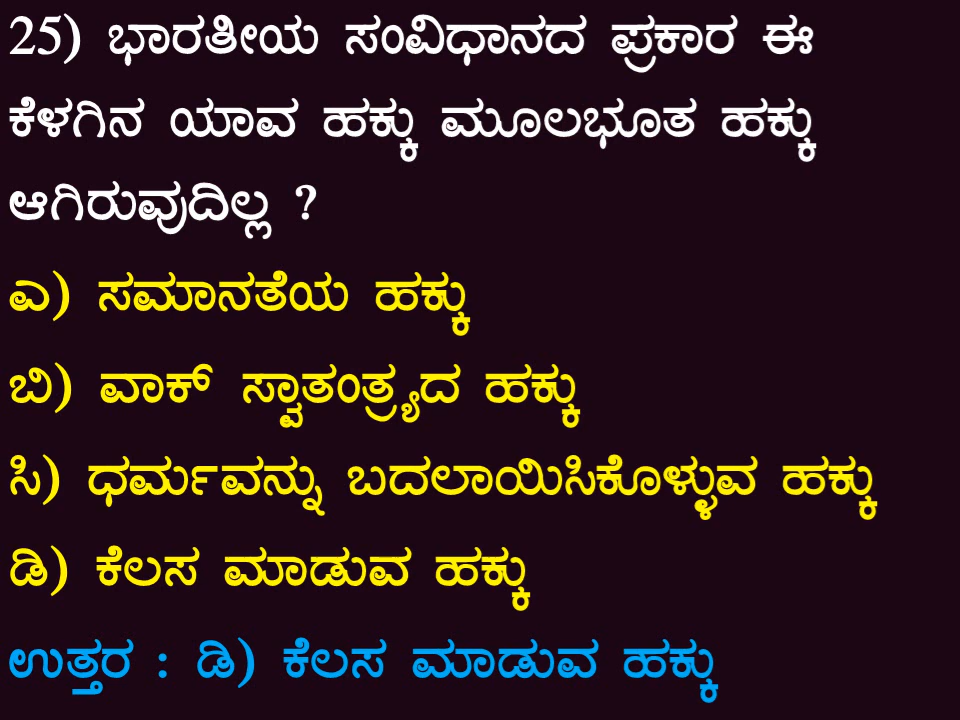 25) ಭಾರತೀಯ ಸಂವಿಧಾನದ ಪ್ರಕಾರ ಈ
ಕೆಳಗಿನ ಯಾವ ಹಕ್ಕು ಮೂಲಭೂತ ಹಕ್ಕು
ಆಗಿರುವುದಿಲ್ಲ ?
ಎ) ಸಮಾನತೆಯ ಹಕ್ಕು
ಬಿ) ವಾಕ್ ಸ್ವಾತಂತ್ರ್ಯದ ಹಕ್ಕು
ಸಿ) ಧರ್ಮವನ್ನು ಬದಲಾಯಿಸಿಕೊಳ್ಳುವ ಹಕ್ಕು
ಡಿ) ಕೆಲಸ ಮಾಡುವ ಹಕ್ಕು
ಉತ್ತರ : ಡಿ) ಕೆಲಸ ಮಾಡುವ ಹಕ್ಕು